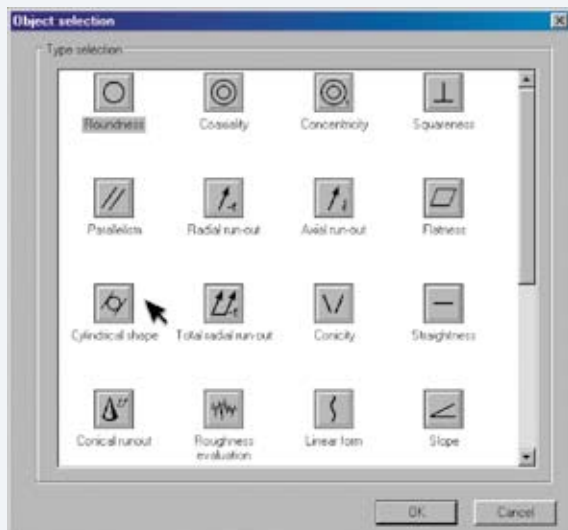 Object selection
Type selection
Roundness
Coaxiality
Concentricity
Squareness
Parallelism
Radial run-out
Axial run-out
Flatness
Cylindrical shape
Total radial run-out
Conicity
Straightness
Conical runout
Roughness
evaluation
Linear form
Slope
OK
Cancel